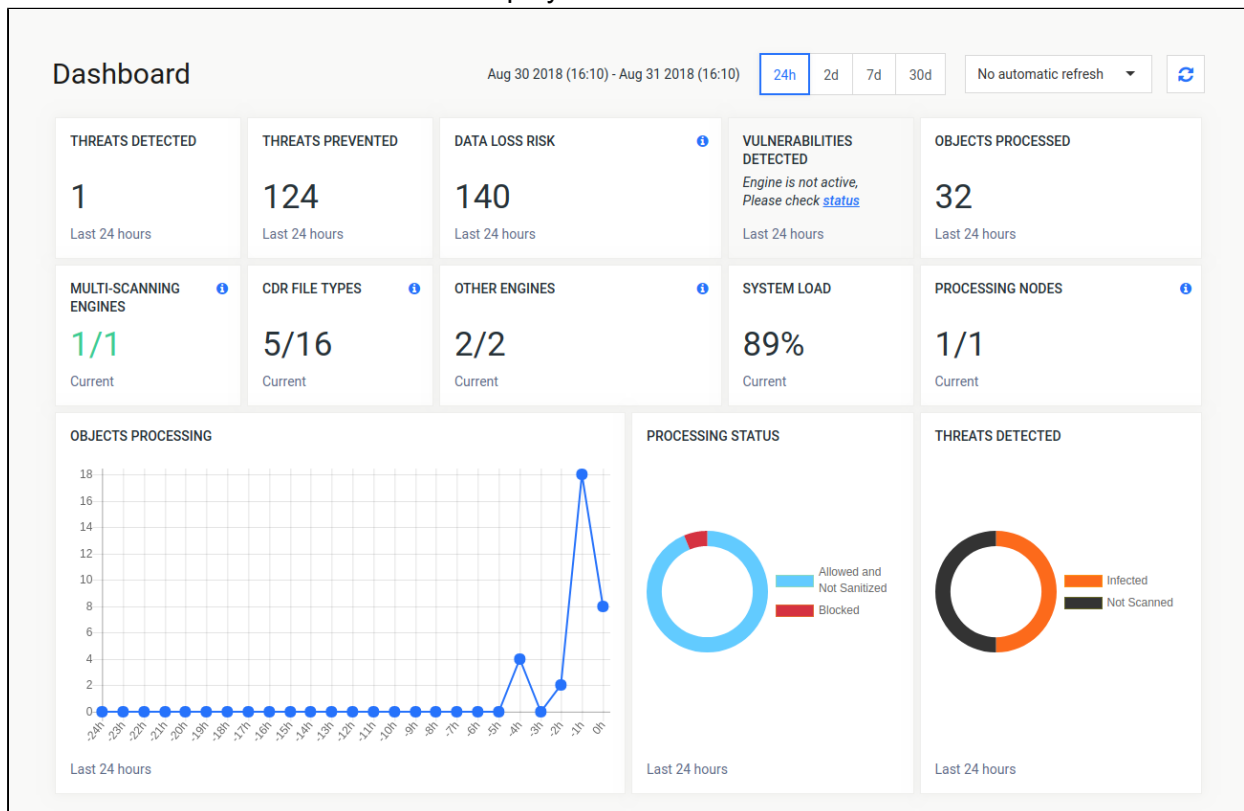 Dashboard
Aug 30 2018 (16:10) - Aug 31 2018 (16:10)
24h
2d
7d
30d
No automatic refresh
THREATS DETECTED
1
Last 24 hours
THREATS PREVENTED
124
Last 24 hours
DATA LOSS RISK
140
Last 24 hours
VULNERABILITIES
DETECTED
Engine is not active,
Please check status
Last 24 hours
OBJECTS PROCESSED
32
Last 24 hours
MULTI-SCANNING
ENGINES
1/1
Current
CDR FILE TYPES
5/16
Current
OTHER ENGINES
2/2
Current
SYSTEM LOAD
89%
Current
PROCESSING NODES
1/1
Current
OBJECTS PROCESSING
18
16
14
12
10
8
6
4
2
0
-24h
-23h
-22h
-21h
-20h
-19h
-18h
-17h
-16h
-15h
-14h
-13h
-12h
-11h
-10h
-9h
-8h
-7h
-6h
-5h
-4h
-3h
-2h
-1h
0h
Last 24 hours
PROCESSING STATUS
Allowed and
Not Sanitized
Blocked
Last 24 hours
THREATS DETECTED
Infected
Not Scanned
Last 24 hours